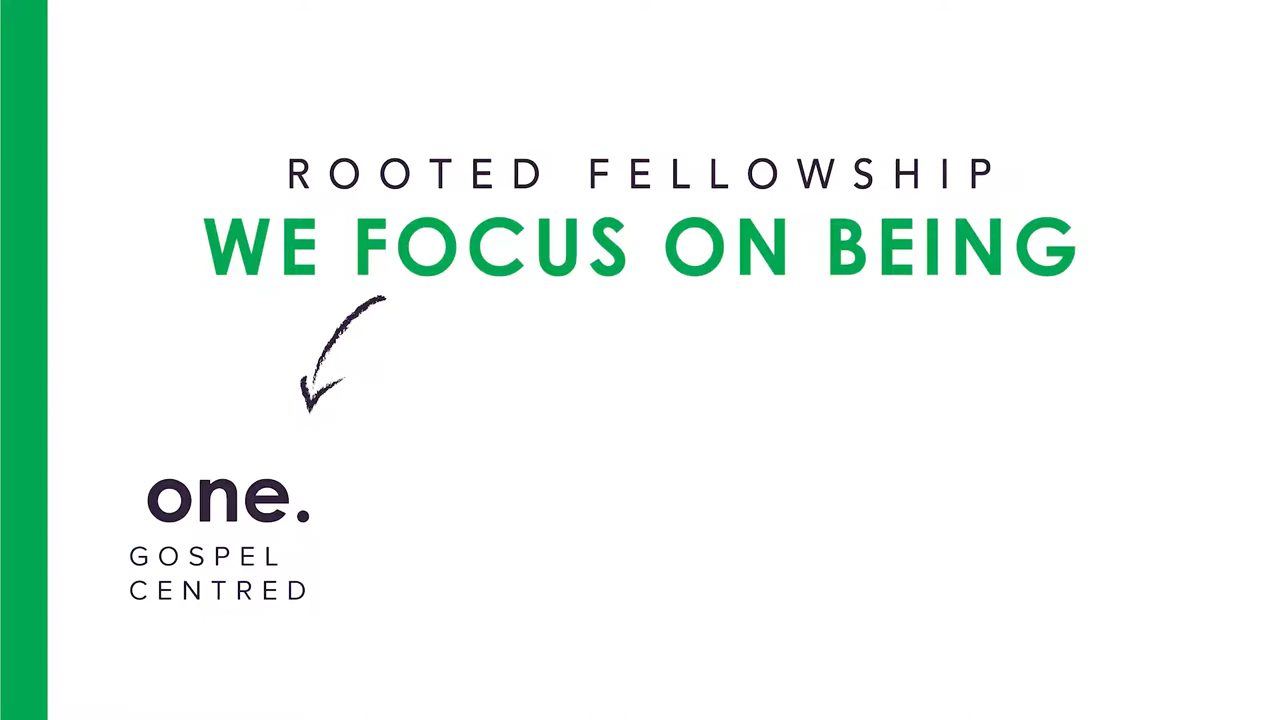 ROOTED FELLOWSHIP
WE FOCUS ON BEING
one.
GOSPEL
CENTRED